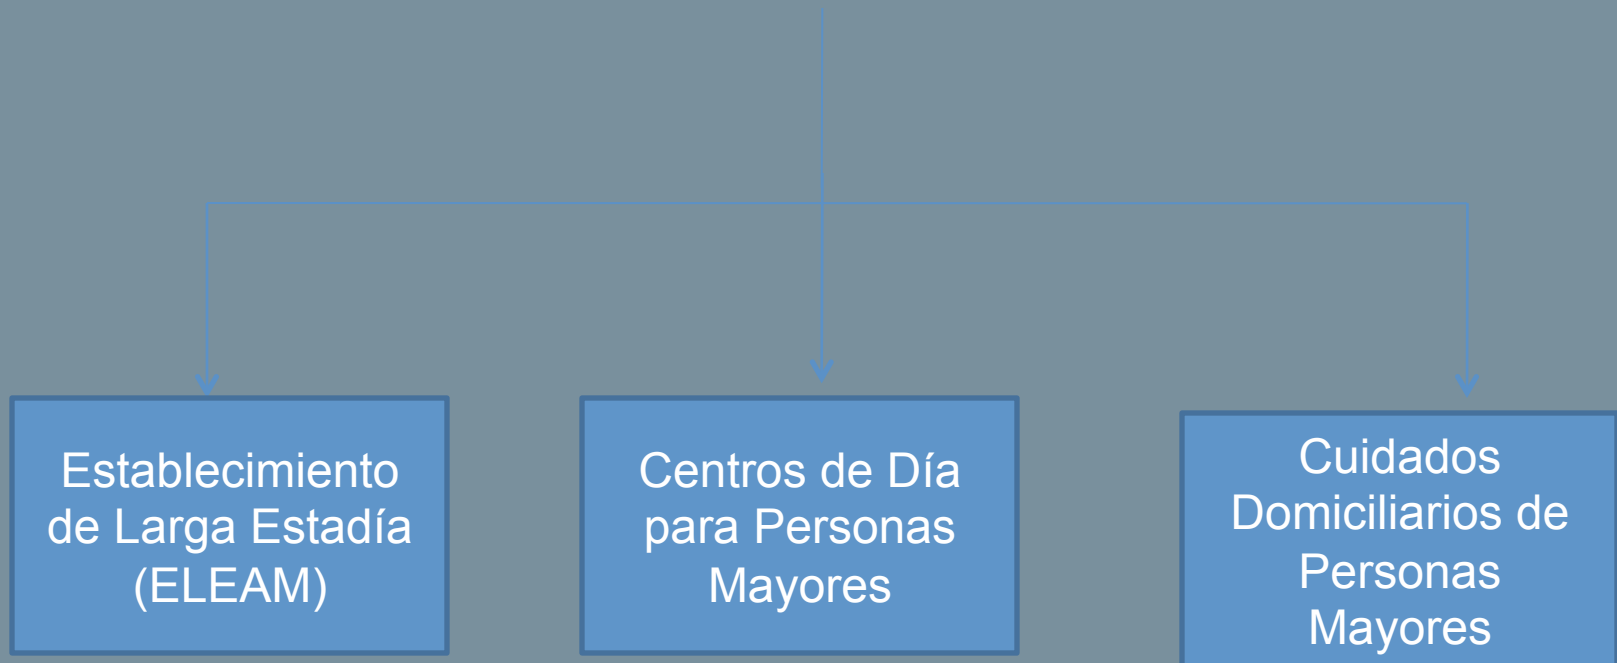 Establecimiento
de Larga Estadía
(ELEAM)
Centros de Día
para Personas
Mayores
Cuidados
Domiciliarios de
Personas
Mayores